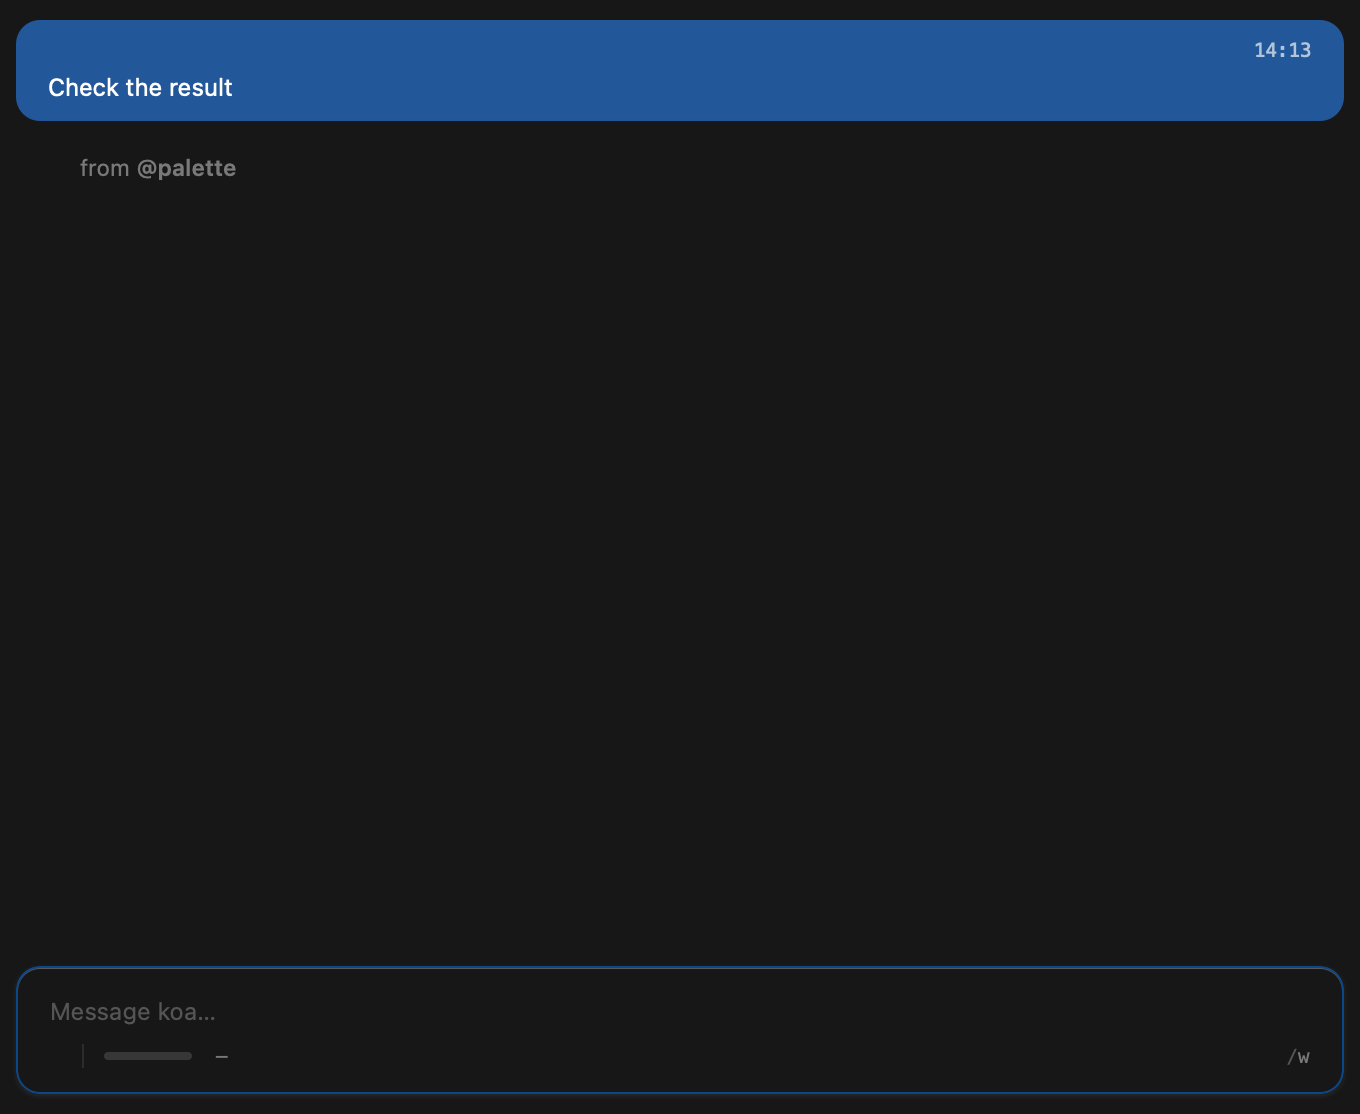 14:13
Check the result
from @palette
Message koa...
— /w